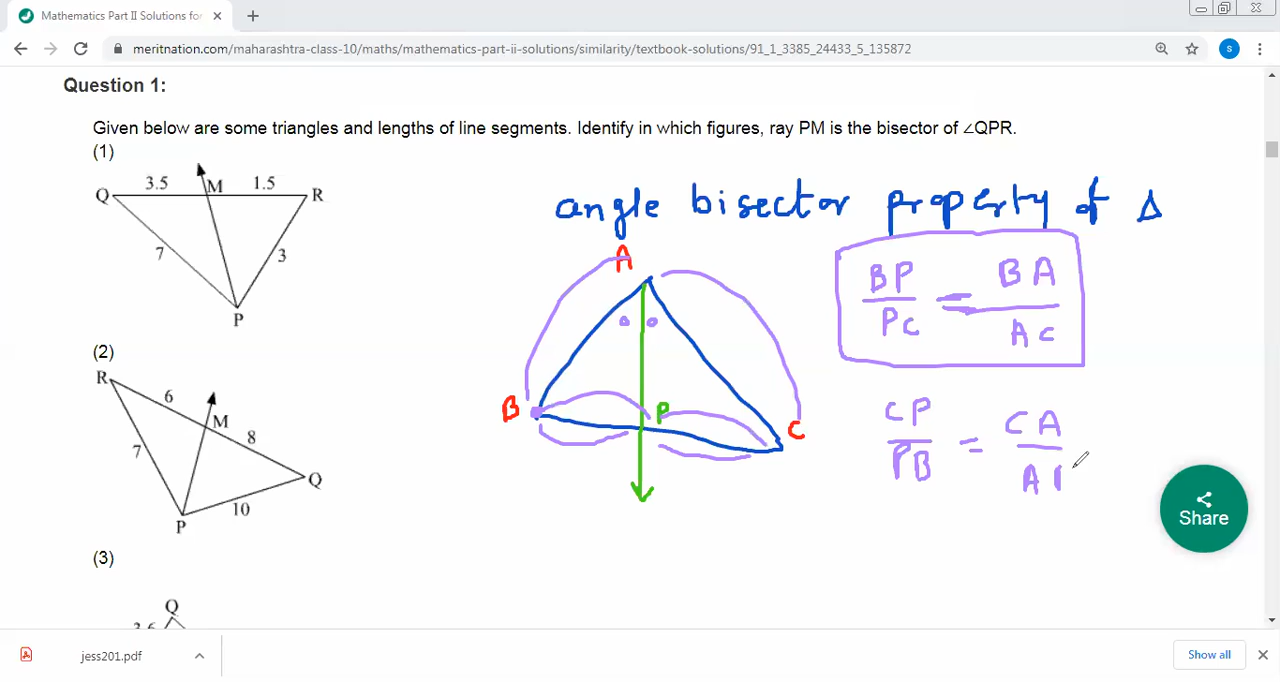 Mathematics Part II Solutions for
meritnation.com/maharashtra-class-10/maths/mathematics-part-ii-solutions/similarity/textbook-solutions/91_1_3385_24433_5_135872
s
Question 1:
Given below are some triangles and lengths of line segments. Identify in which figures, ray PM is the bisector of ∠QPR.
(1)
Q 3.5 M 1.5 R
7 3
P
angle bisector property of Δ
A
B P C
BP/PC = BA/AC
CP/PB = CA/A
(2)
R 6 M 8 Q
7 10
P
(3)
Q
3.6
Share
jess201.pdf
Show all